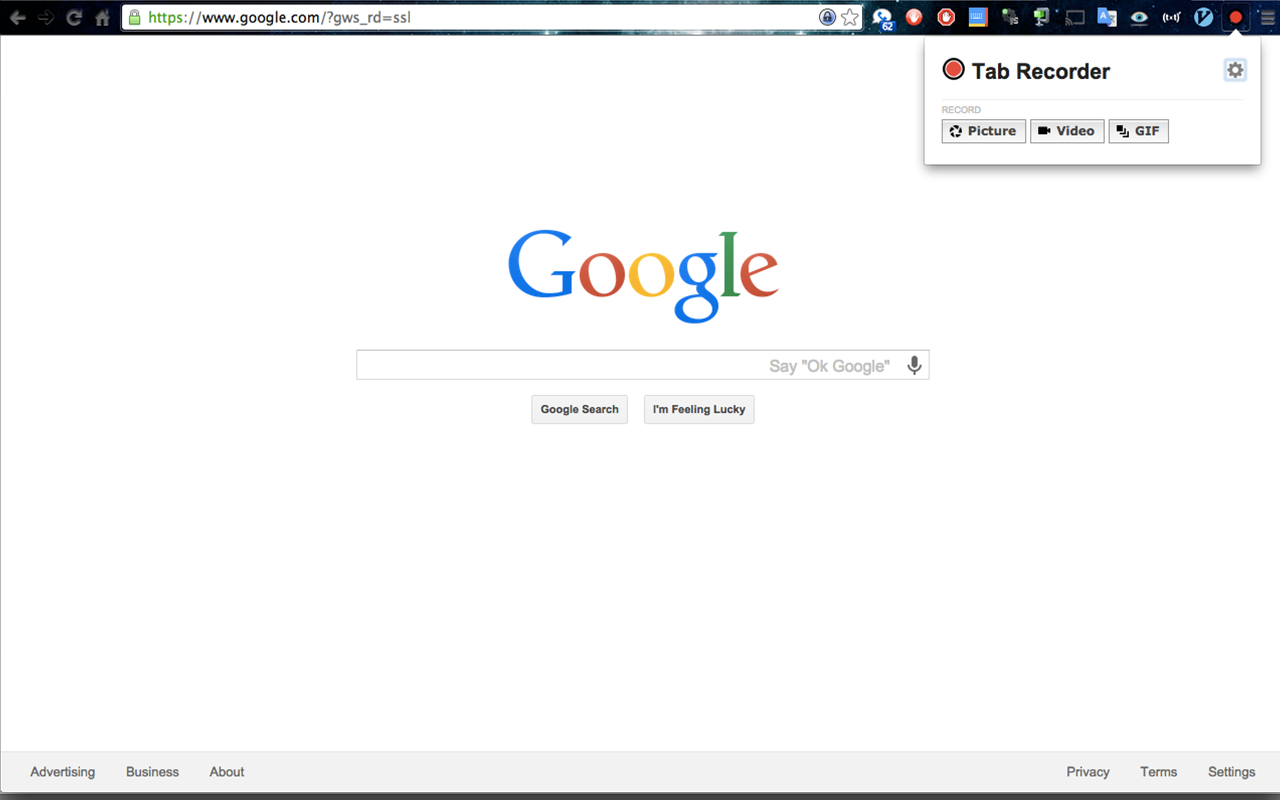 https://www.google.com/?gws_rd=ssl
62
Tab Recorder
RECORD
Picture Video GIF
Google
Say "Ok Google"
Google Search I'm Feeling Lucky
Advertising Business About Privacy Terms Settings